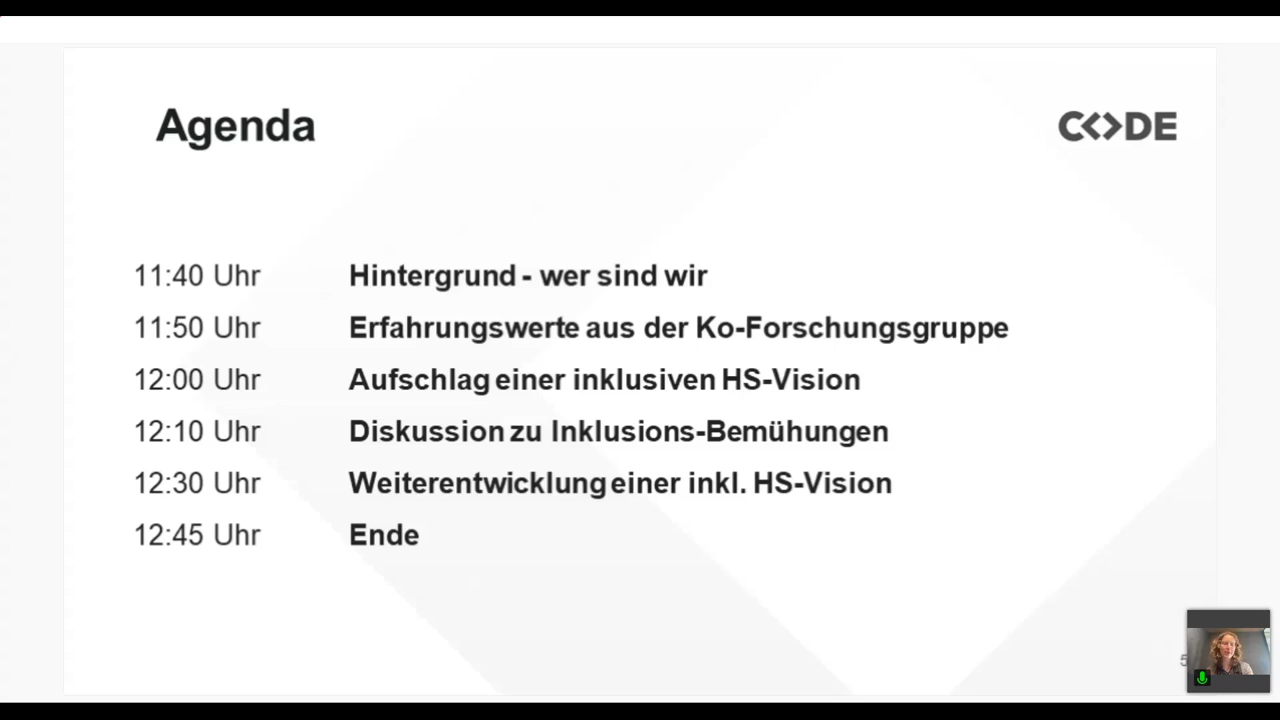 Agenda
C<>DE
11:40 Uhr Hintergrund - wer sind wir
11:50 Uhr Erfahrungswerte aus der Ko-Forschungsgruppe
12:00 Uhr Aufschlag einer inklusiven HS-Vision
12:10 Uhr Diskussion zu Inklusions-Bemühungen
12:30 Uhr Weiterentwicklung einer inkl. HS-Vision
12:45 Uhr Ende
5